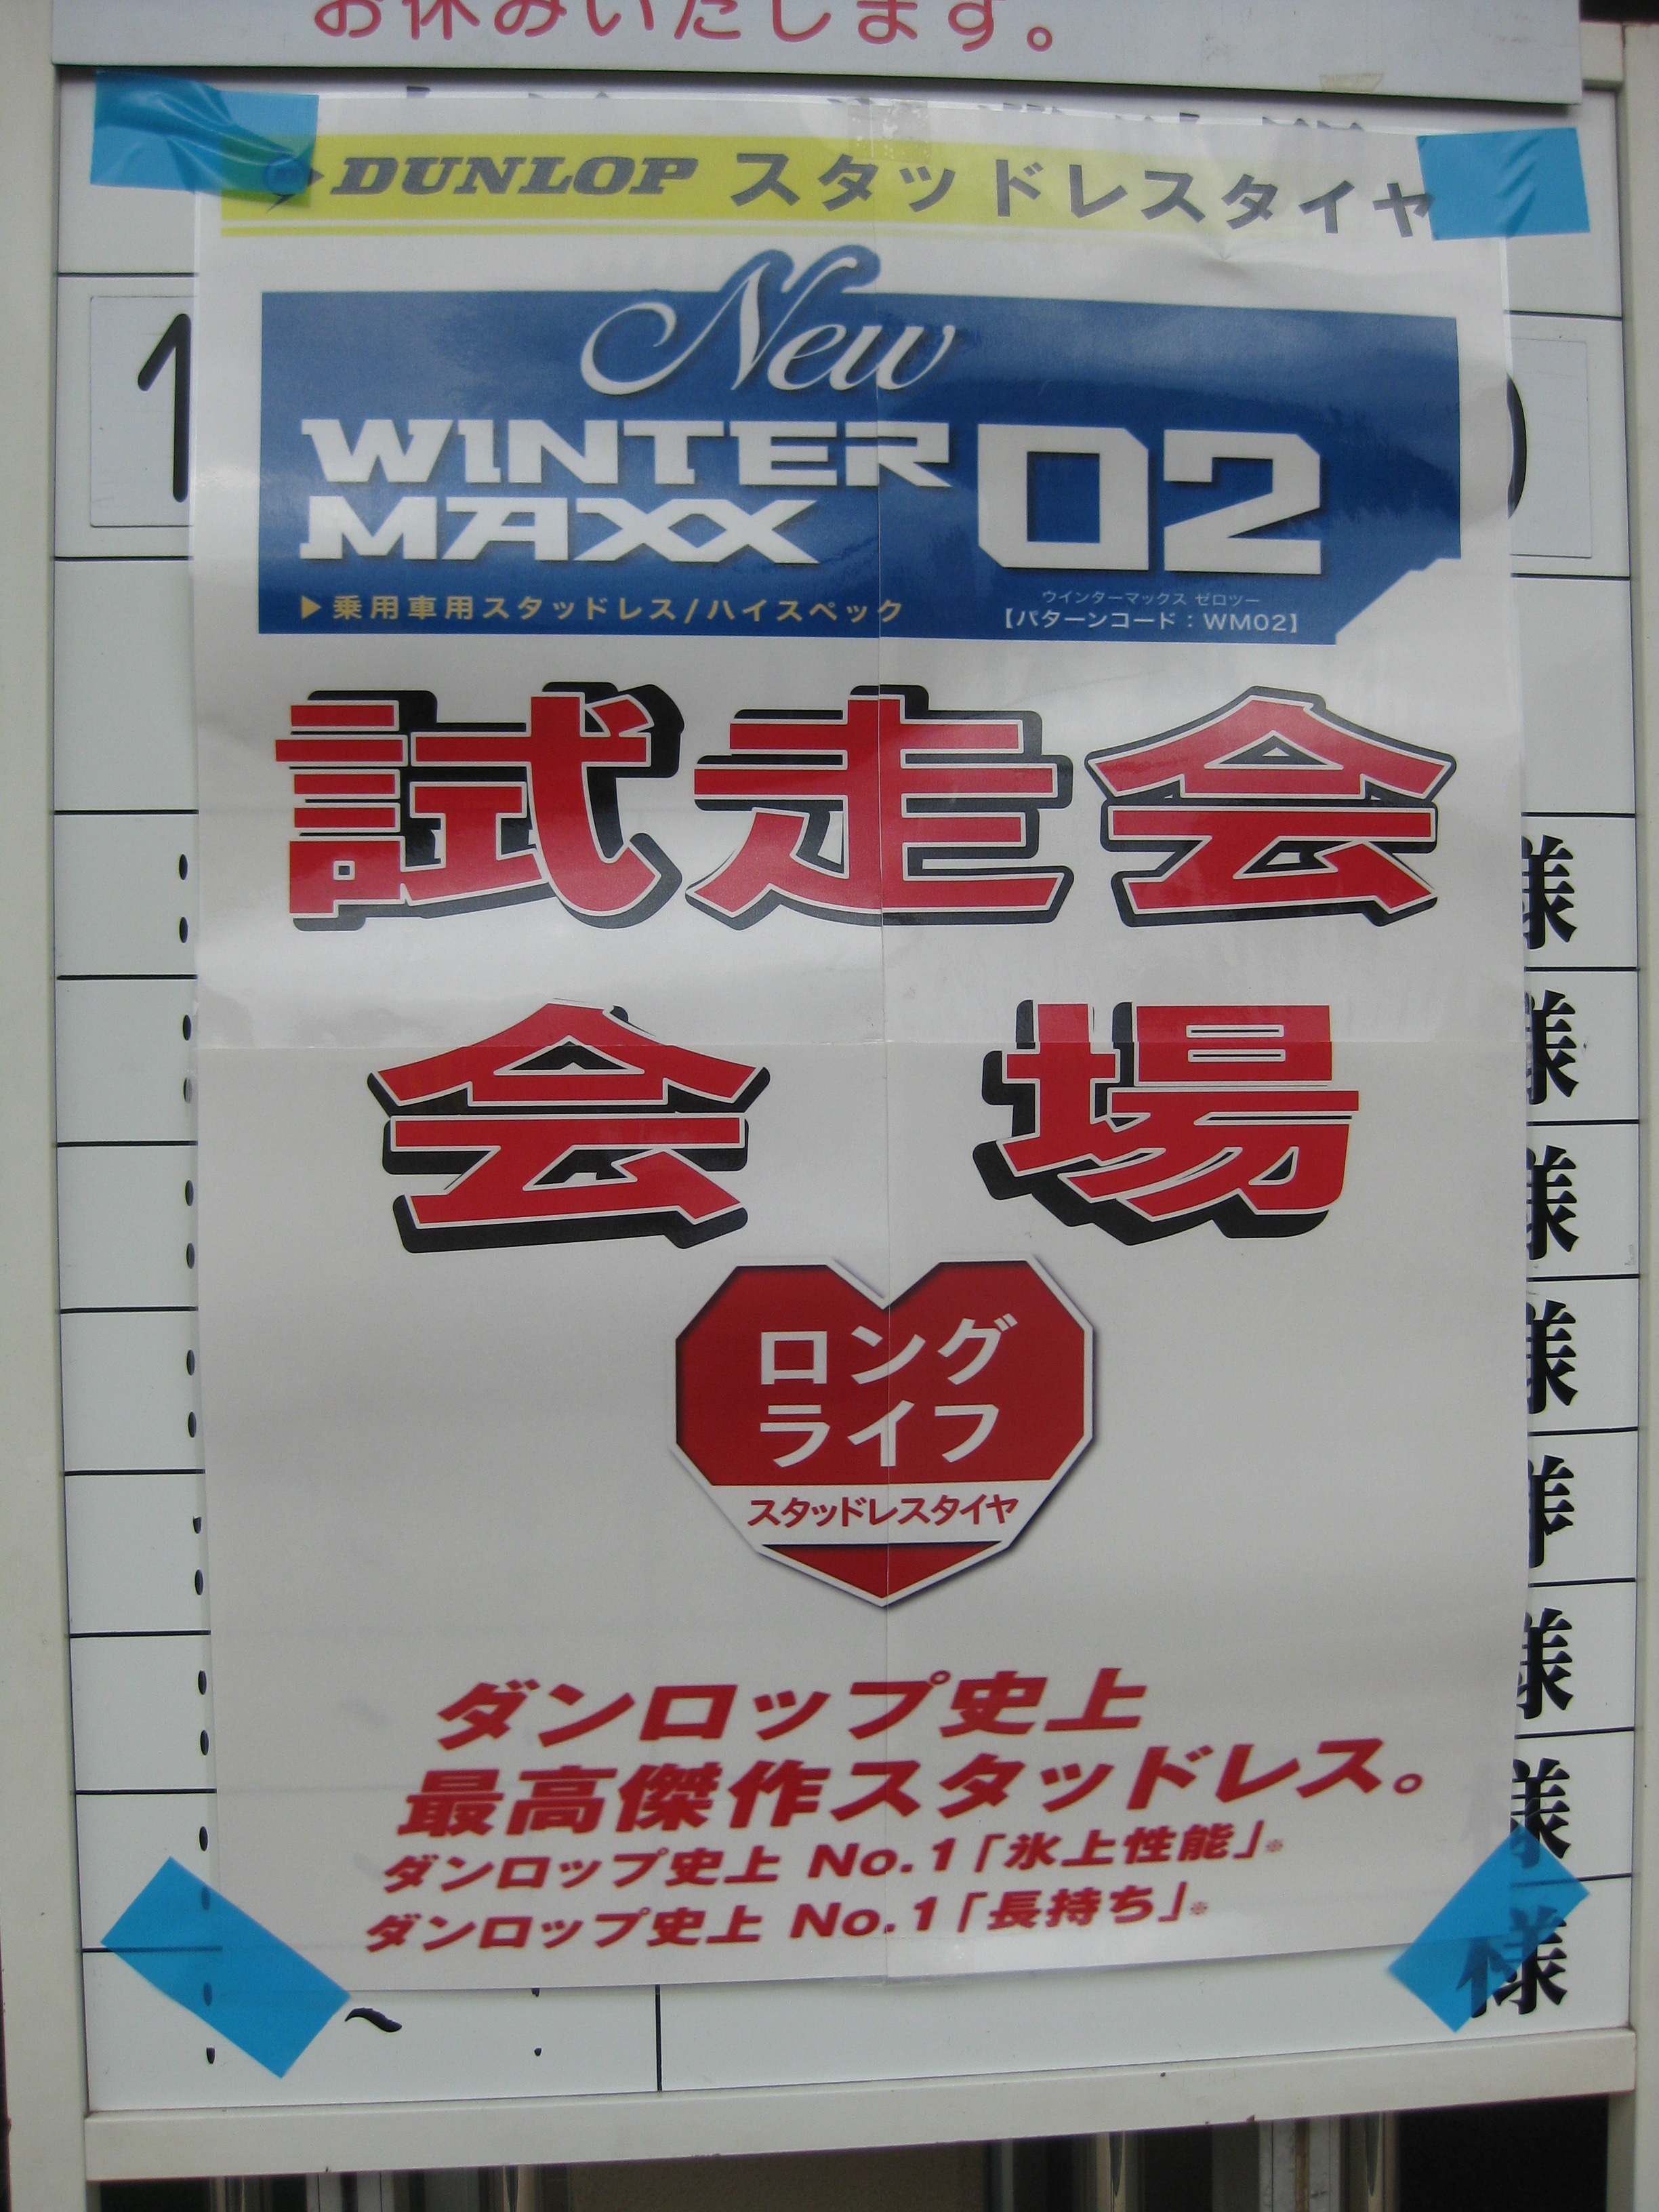 お休みいたします。
DUNLOP スタッドレスタイヤ
New
WINTER
MAXX 02
▶乗用車用スタッドレス/ハイスペック
ウインターマックス ゼロツー
【パターンコード:WM02】
試走会
会場
ロング
ライフ
スタッドレスタイヤ
ダンロップ史上
最高傑作スタッドレス。
ダンロップ史上 No.1「氷上性能」※
ダンロップ史上 No.1「長持ち」※
様
様
様
様
様
様
様
様